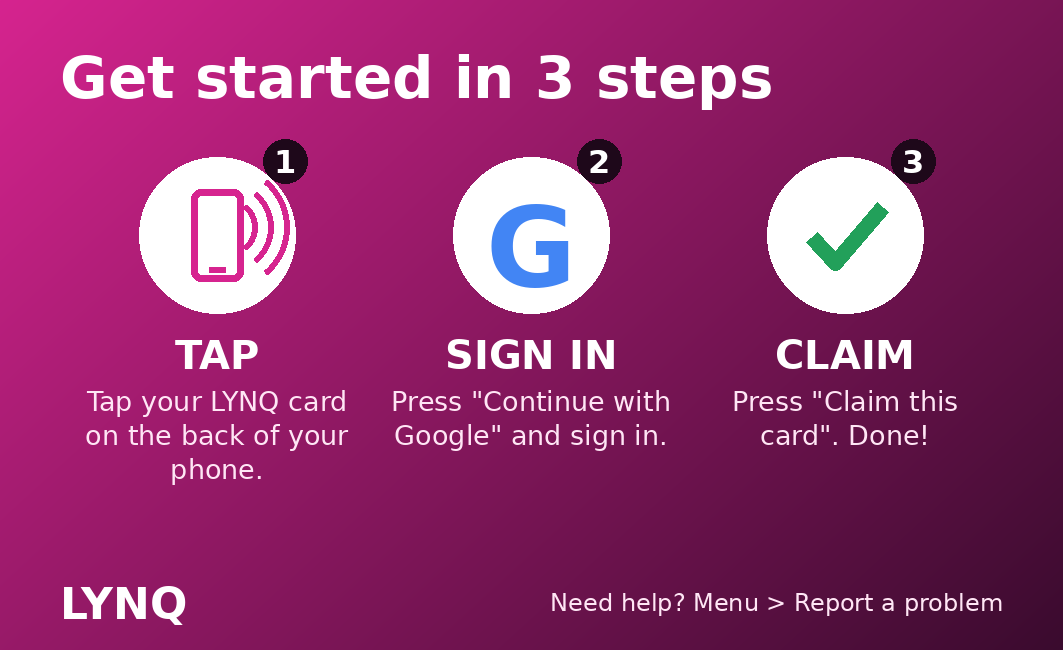 Get started in 3 steps
1
2
3
G
TAP
SIGN IN
CLAIM
Tap your LYNQ card
on the back of your
phone.
Press "Continue with
Google" and sign in.
Press "Claim this
card". Done!
LYNQ
Need help? Menu > Report a problem